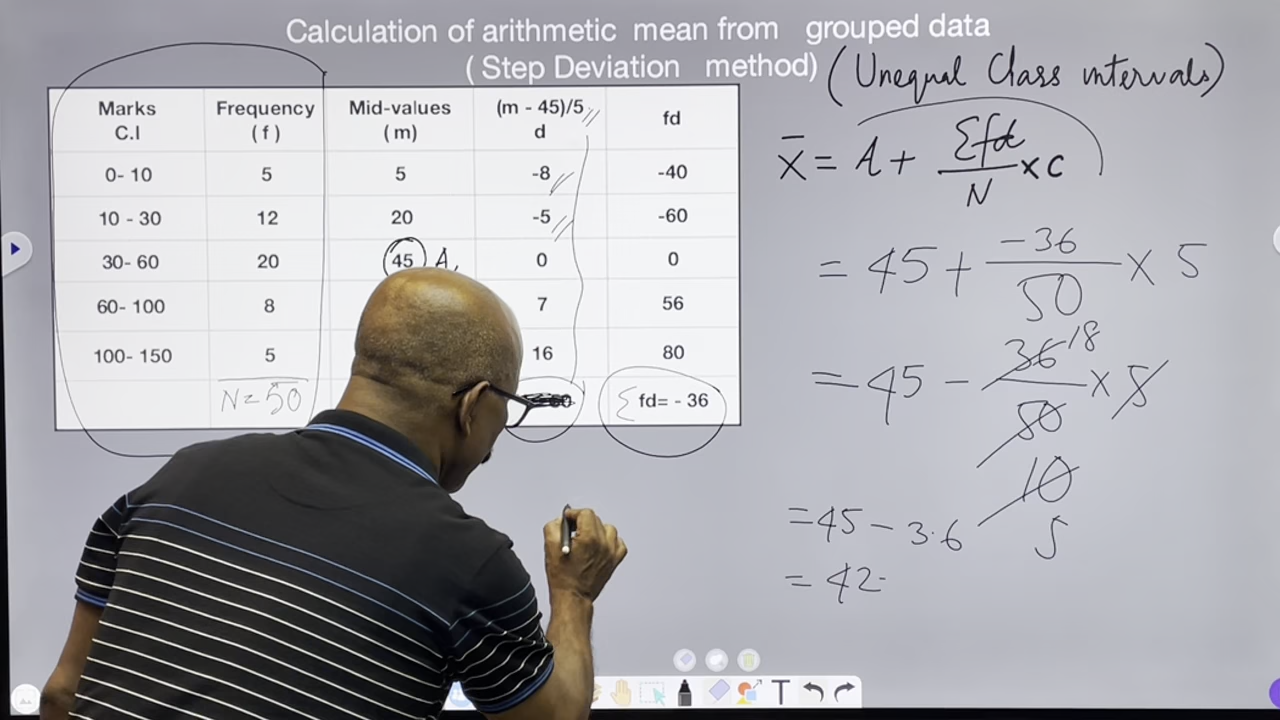 Calculation of arithmetic mean from grouped data
( Step Deviation method) (Unequal Class intervals)
Marks C.I Frequency ( f ) Mid-values ( m ) (m - 45)/5 d fd
0- 10 5 5 -8 -40
10 - 30 12 20 -5 -60
30- 60 20 45 A, 0 0
60- 100 8 7 56
100- 150 5 16 80
N=50 Σ fd= - 36
X̄ = A + Σfd/N × C
= 45 + -36/50 × 5
= 45 - 36/50 × 5
18
10
5
= 45 - 3.6
= 42
T